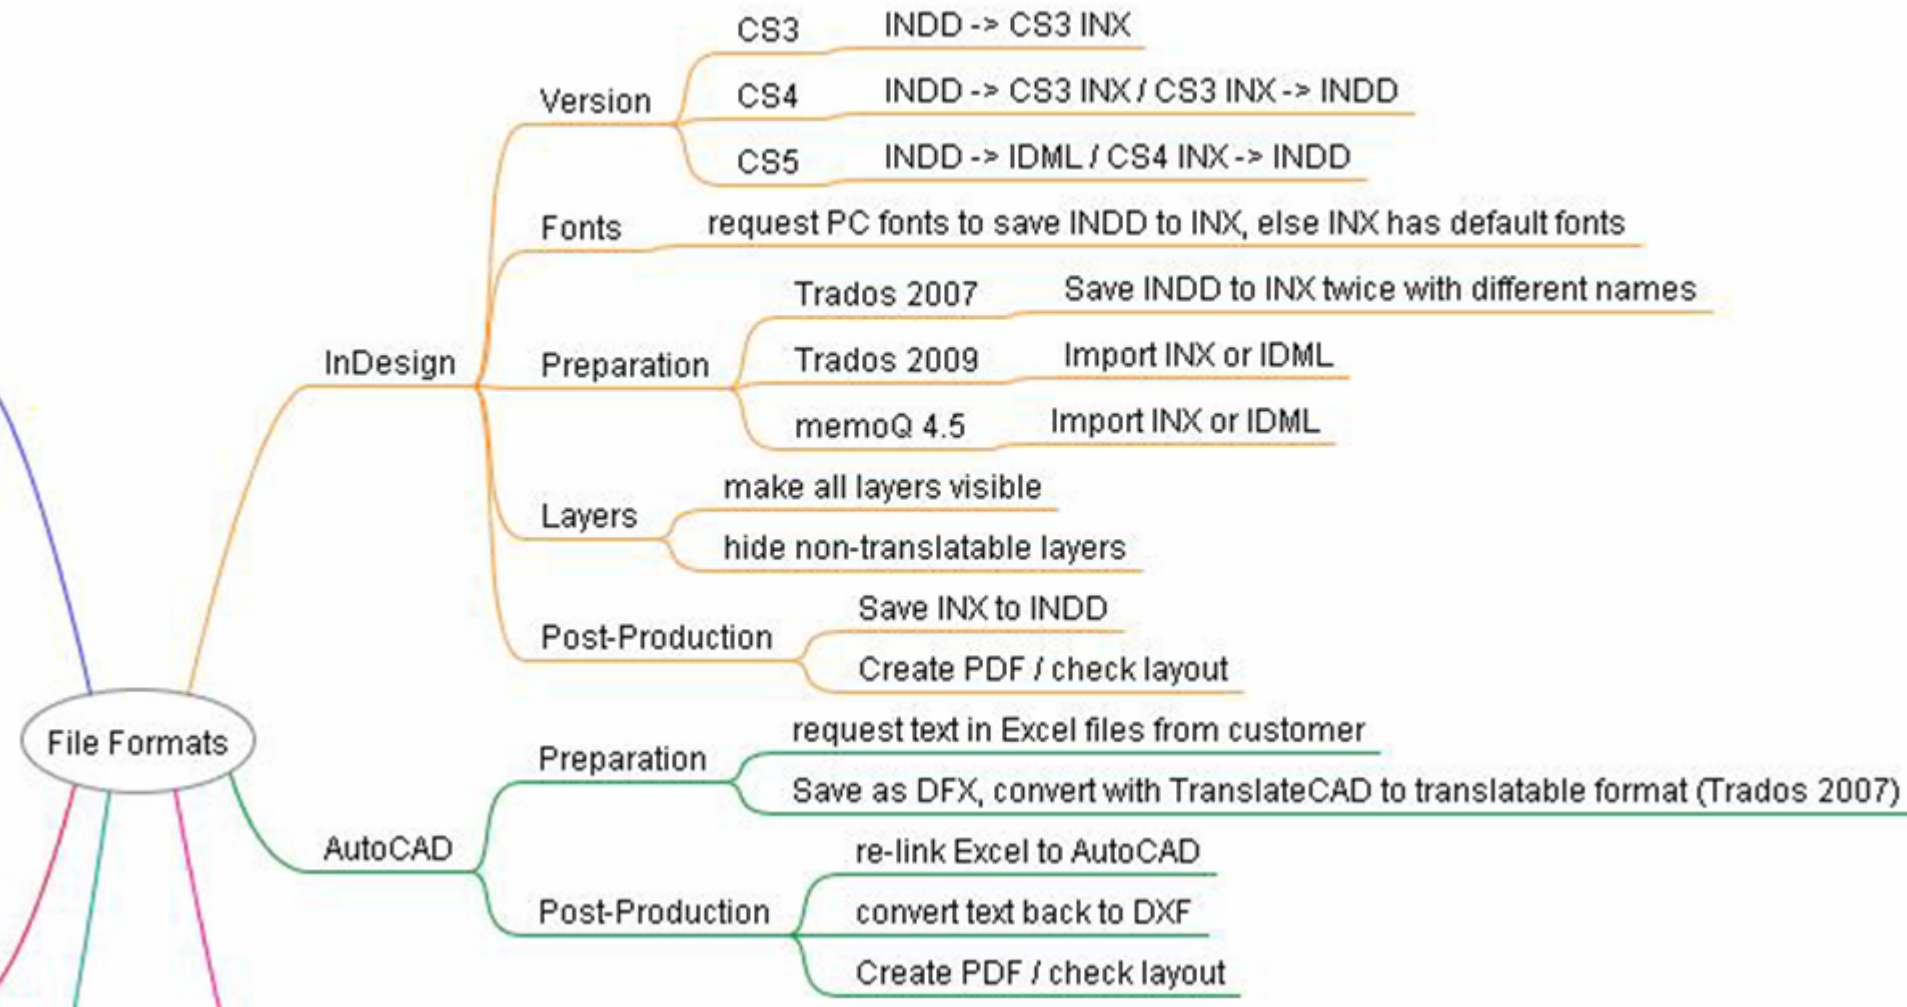 CS3
INDD -> CS3 INX
Version
CS4
INDD -> CS3 INX / CS3 INX -> INDD
CS5
INDD -> IDML / CS4 INX -> INDD
Fonts
request PC fonts to save INDD to INX, else INX has default fonts
InDesign
Preparation
Trados 2007
Save INDD to INX twice with different names
Trados 2009
Import INX or IDML
memoQ 4.5
Import INX or IDML
Layers
make all layers visible
hide non-translatable layers
Post-Production
Save INX to INDD
Create PDF / check layout
File Formats
AutoCAD
Preparation
request text in Excel files from customer
Save as DFX, convert with TranslateCAD to translatable format (Trados 2007)
Post-Production
re-link Excel to AutoCAD
convert text back to DXF
Create PDF / check layout